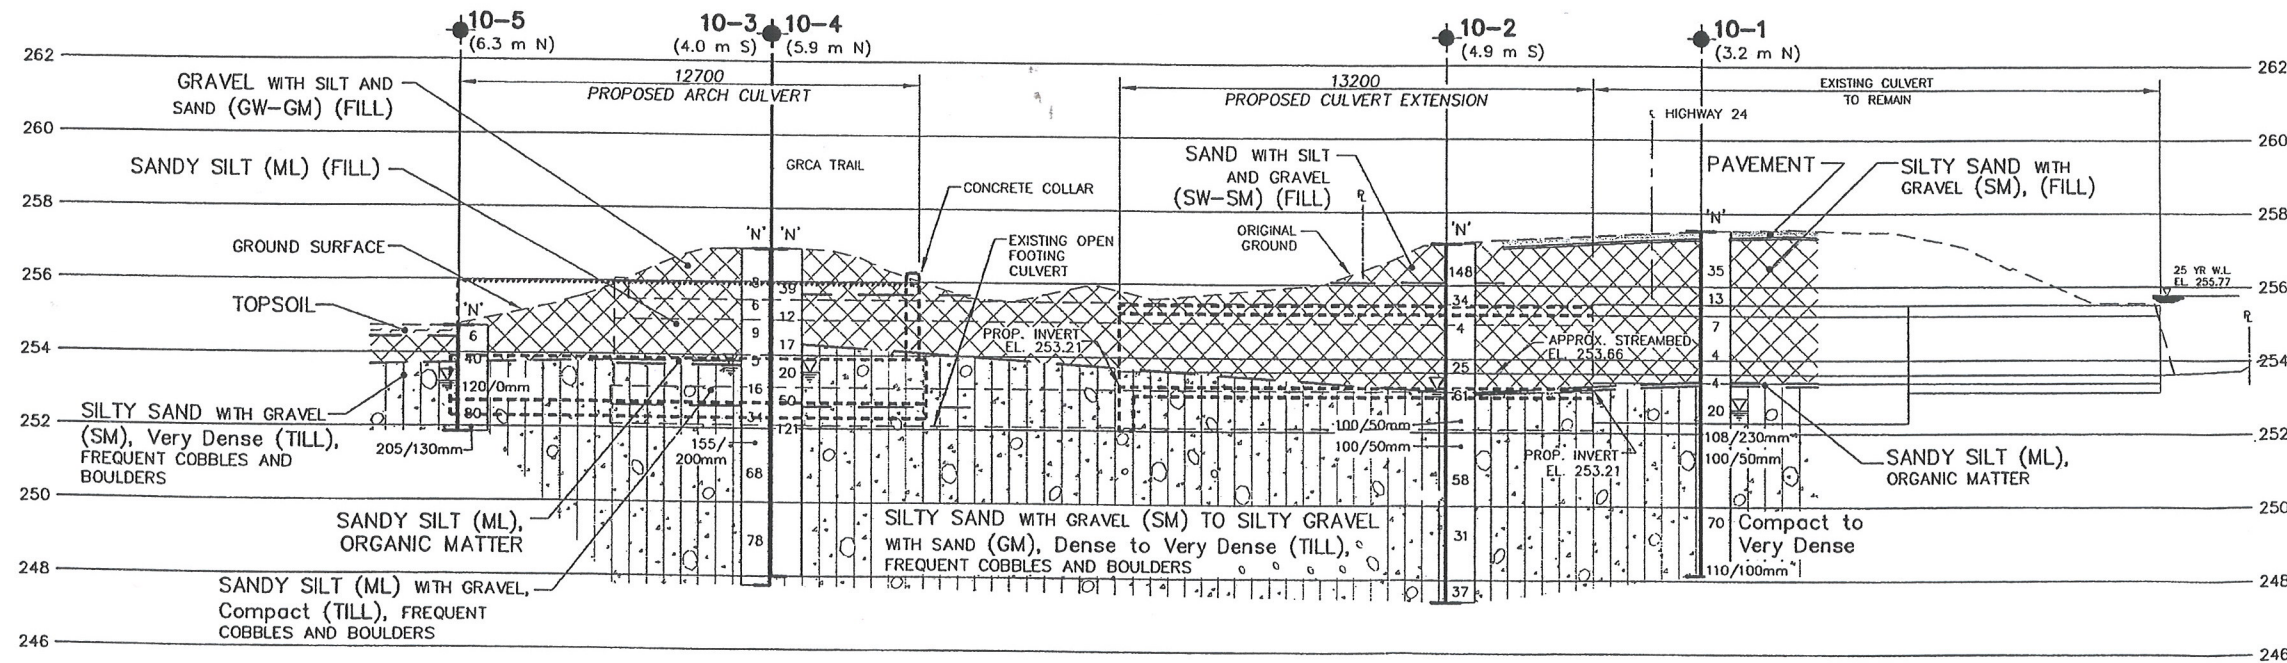 10-5
(6.3 m N)
10-3
(4.0 m S)
10-4
(5.9 m N)
10-2
(4.9 m S)
10-1
(3.2 m N)
262
260
258
256
254
252
250
248
246
262
260
258
256
254
252
250
248
246
12700
PROPOSED ARCH CULVERT
13200
PROPOSED CULVERT EXTENSION
EXISTING CULVERT
TO REMAIN
HIGHWAY 24
GRAVEL WITH SILT AND
SAND (GW-GM) (FILL)
SANDY SILT (ML) (FILL)
GROUND SURFACE
TOPSOIL
SILTY SAND WITH GRAVEL
(SM), Very Dense (TILL),
FREQUENT COBBLES AND
BOULDERS
SANDY SILT (ML),
ORGANIC MATTER
SANDY SILT (ML) WITH GRAVEL,
Compact (TILL), FREQUENT
COBBLES AND BOULDERS
GRCA TRAIL
CONCRETE COLLAR
EXISTING OPEN
FOOTING
CULVERT
SAND WITH SILT
AND GRAVEL
(SW-SM) (FILL)
ORIGINAL
GROUND
PAVEMENT
SILTY SAND WITH
GRAVEL (SM), (FILL)
25 YR W.L.
EL. 255.77
PROP. INVERT
EL. 253.21
APPROX. STREAMBED
EL. 253.66
PROP. INVERT
EL. 253.21
SANDY SILT (ML),
ORGANIC MATTER
SILTY SAND WITH GRAVEL (SM) TO SILTY GRAVEL
WITH SAND (GM), Dense to Very Dense (TILL),
FREQUENT COBBLES AND BOULDERS
Compact to
Very Dense
'N'
6
40
120/0mm
80
205/130mm
'N'
8
6
9
5
16
34
155/
200mm
68
78
'N'
39
12
17
20
60
121
'N'
148
34
4
25
61
100/50mm
100/50mm
58
31
37
'N'
35
13
7
4
4
20
108/230mm
100/50mm
70
110/100mm